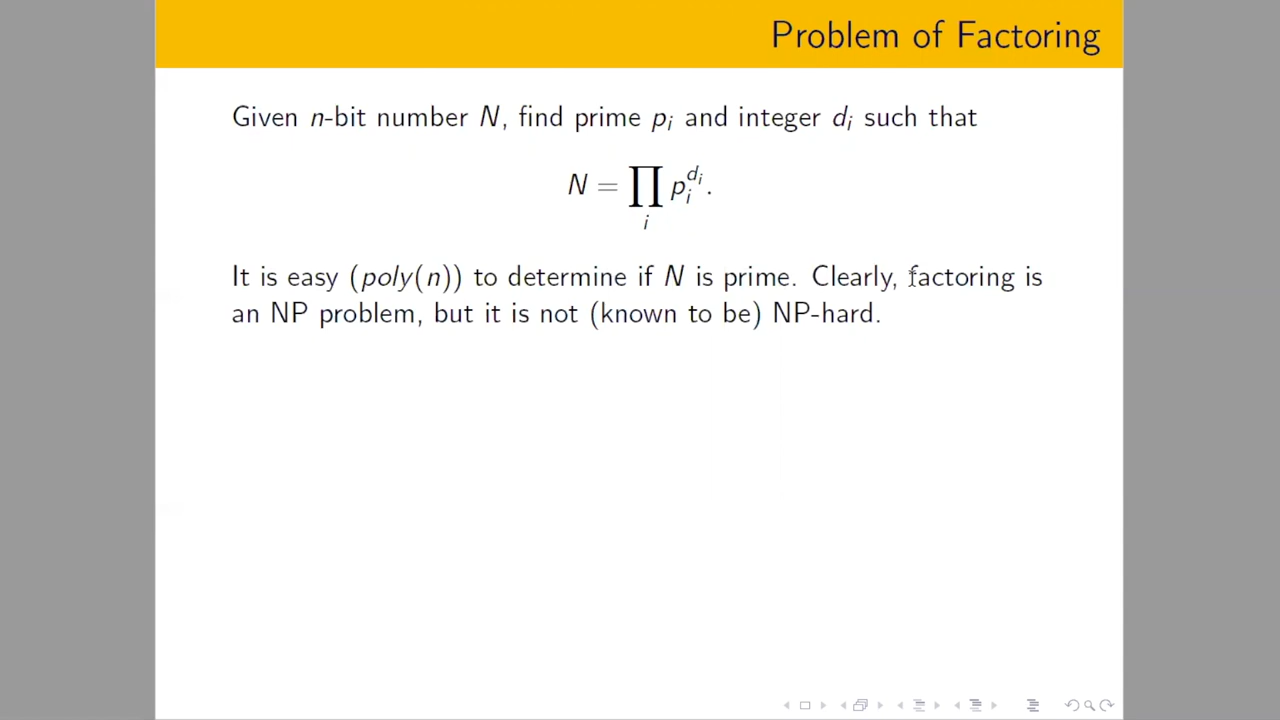 Problem of Factoring
Given n-bit number N, find prime p_i and integer d_i such that
N = ∏_i p_i^{d_i}.
It is easy (poly(n)) to determine if N is prime. Clearly, factoring is
an NP problem, but it is not (known to be) NP-hard.